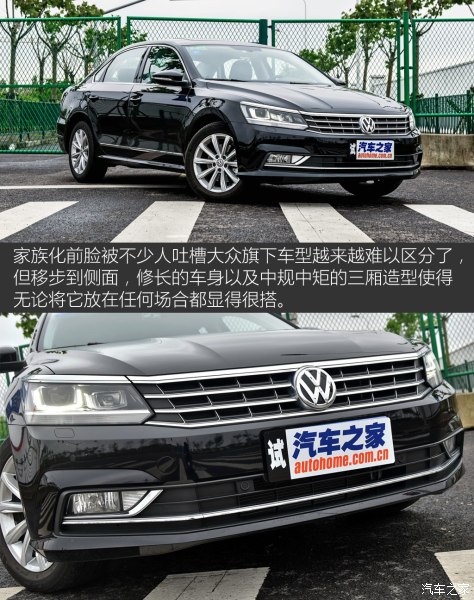 汽车之家
autohome.com.cn
家族化前脸被不少人吐槽大众旗下车型越来越难以区分了，
但移步到侧面，修长的车身以及中规中矩的三厢造型使得
无论将它放在任何场合都显得很搭。
试 汽车之家
autohome.com.cn
汽车之家